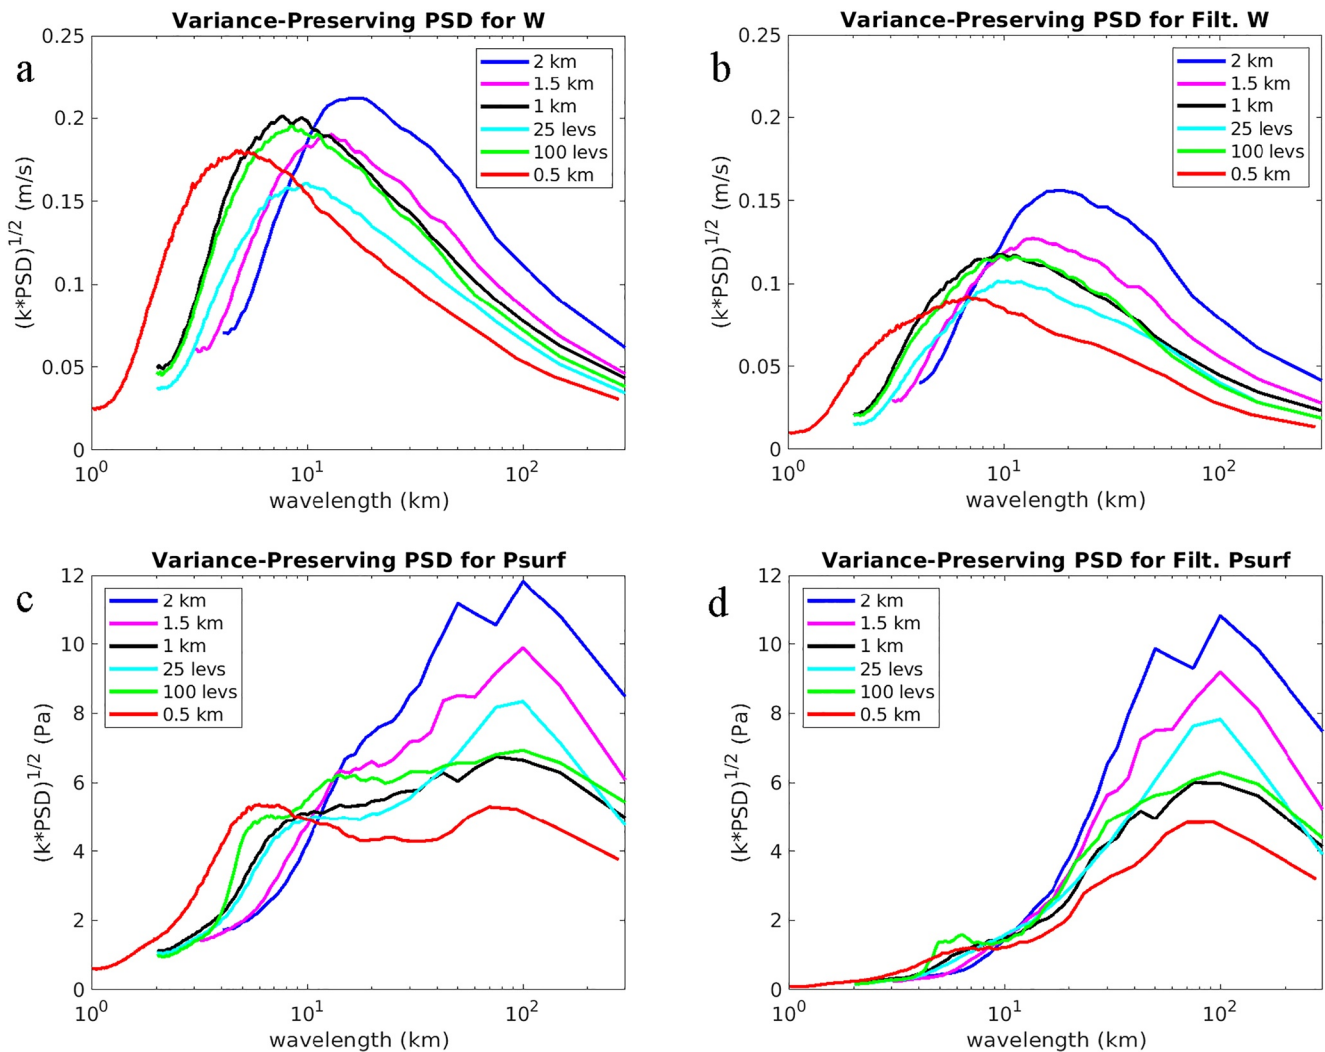 Variance-Preserving PSD for W
a
0.25
0.2
0.15
0.1
0.05
0
(k*PSD)^1/2 (m/s)
2 km
1.5 km
1 km
25 levs
100 levs
0.5 km
10^0
10^1
10^2
wavelength (km)
Variance-Preserving PSD for Filt. W
b
0.25
0.2
0.15
0.1
0.05
0
(k*PSD)^1/2 (m/s)
2 km
1.5 km
1 km
25 levs
100 levs
0.5 km
10^0
10^1
10^2
wavelength (km)
Variance-Preserving PSD for Psurf
c
12
10
8
6
4
2
0
(k*PSD)^1/2 (Pa)
2 km
1.5 km
1 km
25 levs
100 levs
0.5 km
10^0
10^1
10^2
wavelength (km)
Variance-Preserving PSD for Filt. Psurf
d
12
10
8
6
4
2
0
(k*PSD)^1/2 (Pa)
2 km
1.5 km
1 km
25 levs
100 levs
0.5 km
10^0
10^1
10^2
wavelength (km)